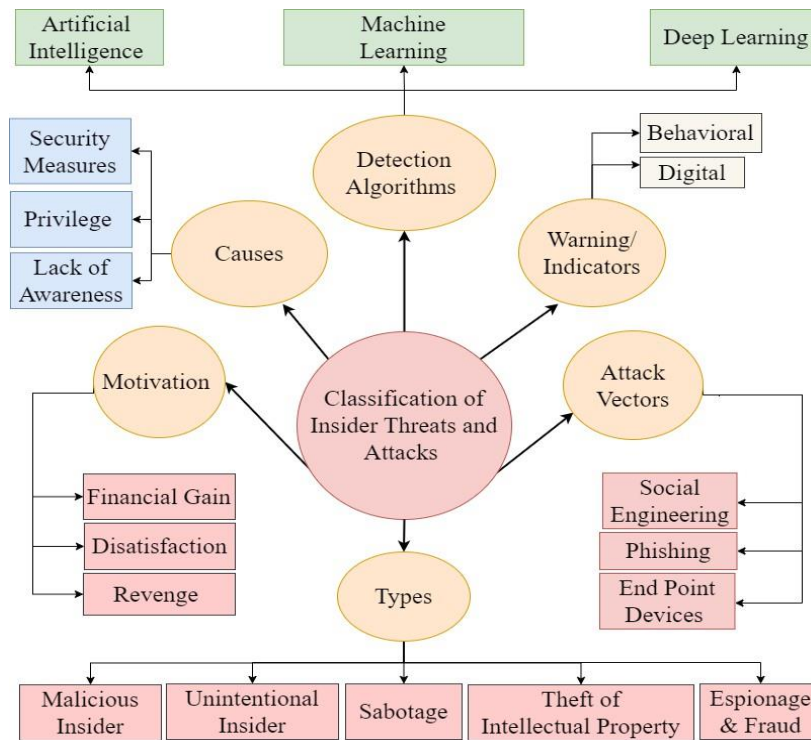 Artificial
Intelligence
Machine
Learning
Deep Learning
Security
Measures
Privilege
Lack of
Awareness
Causes
Detection
Algorithms
Behavioral
Digital
Warning/
Indicators
Motivation
Classification of
Insider Threats and
Attacks
Attack
Vectors
Financial Gain
Disatisfaction
Revenge
Social
Engineering
Phishing
End Point
Devices
Types
Malicious
Insider
Unintentional
Insider
Sabotage
Theft of
Intellectual Property
Espionage
& Fraud